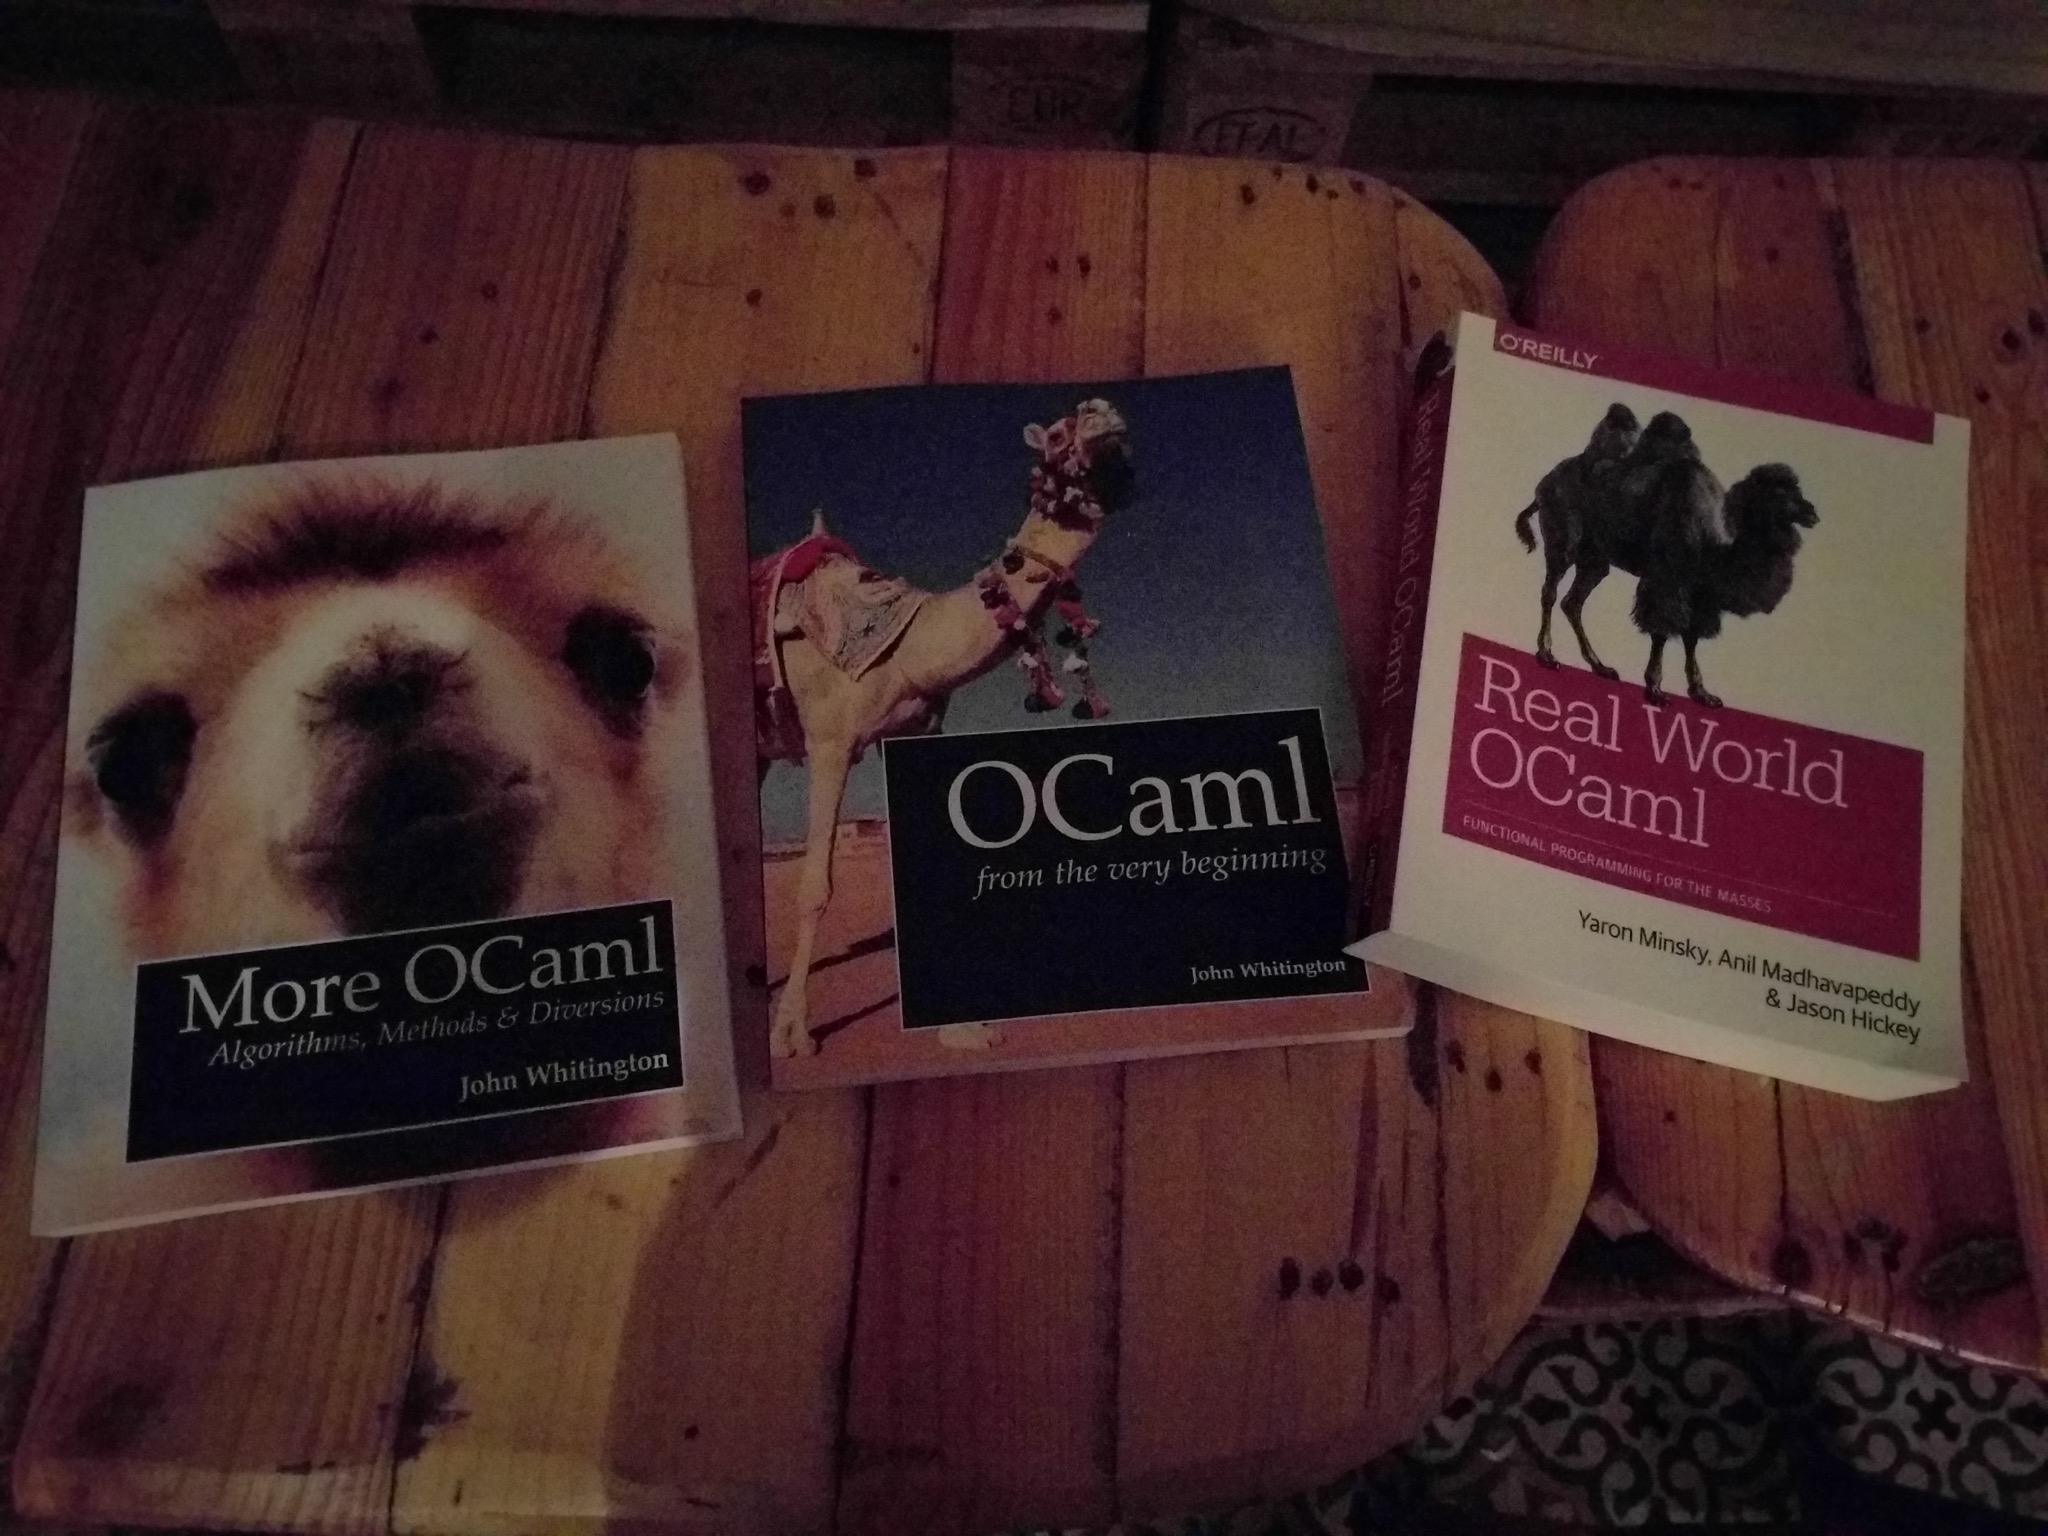 EUR
More OCaml
Algorithms, Methods & Diversions
John Whitington
OCaml
from the very beginning
John Whitington
Real World OCaml
O'REILLY
Real World
OCaml
FUNCTIONAL PROGRAMMING FOR THE MASSES
Yaron Minsky, Anil Madhavapeddy
& Jason Hickey